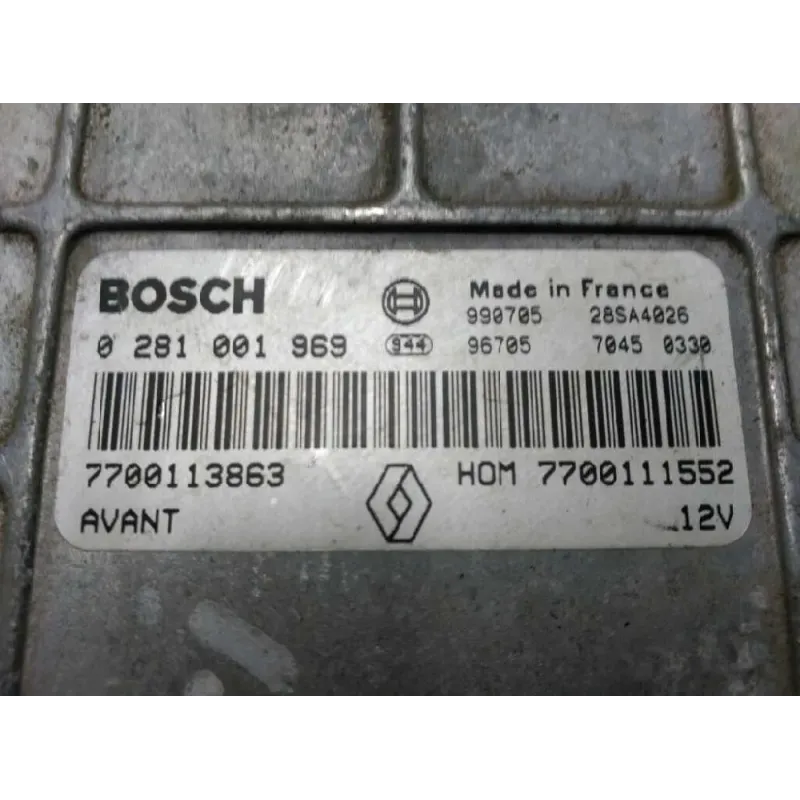 BOSCH Made in France
990705 28SA4026
0 281 001 969 944 96705 7045 0330
7700113863 HOM 7700111552
AVANT 12V